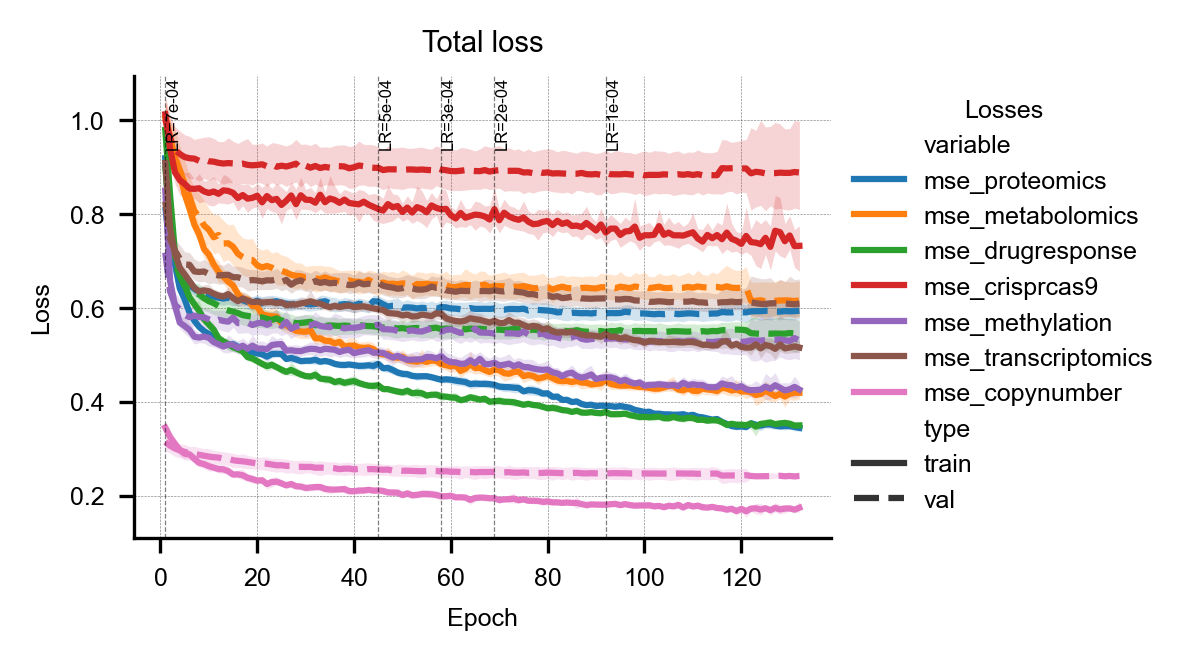 Total loss
Loss
1.0
0.8
0.6
0.4
0.2
LR=7e-04
LR=5e-04
LR=3e-04
LR=2e-04
LR=1e-04
0 20 40 60 80 100 120
Epoch
Losses
variable
mse_proteomics
mse_metabolomics
mse_drugresponse
mse_crisprcas9
mse_methylation
mse_transcriptomics
mse_copynumber
type
train
val